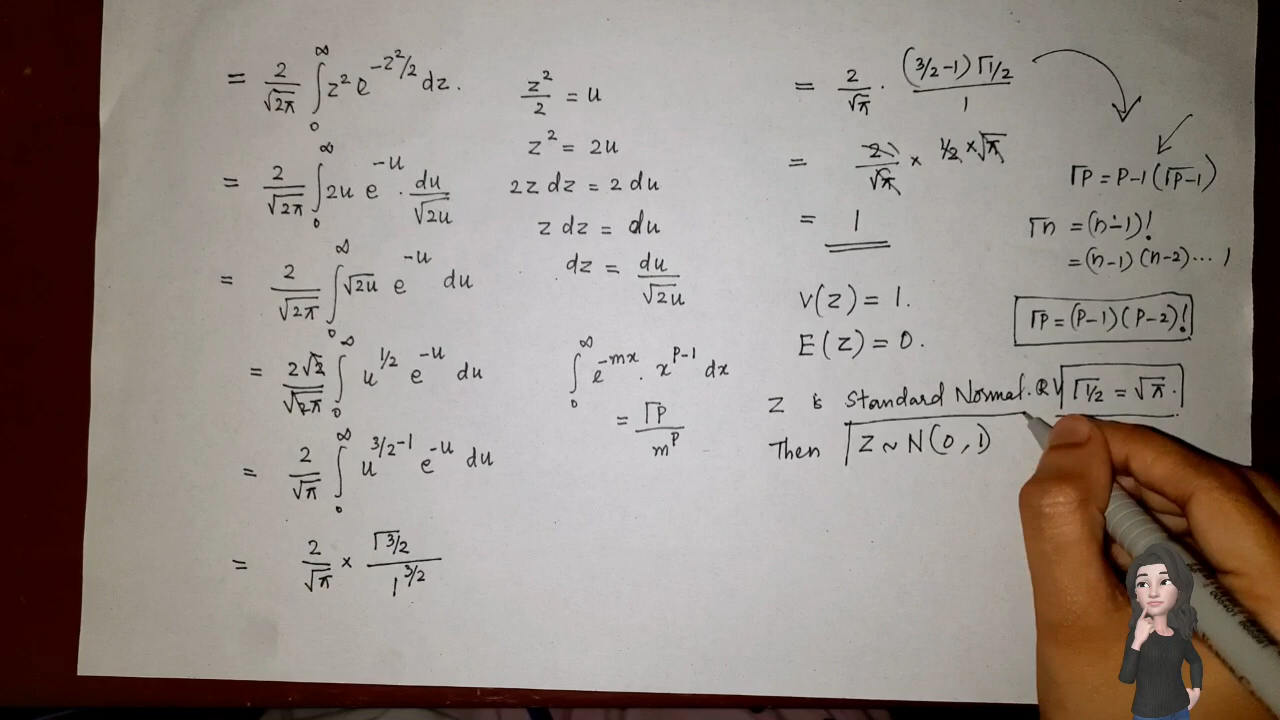 = 2/√2π ∫₀^∞ z² e^(-z²/2) dz.
= 2/√2π ∫₀^∞ 2u e^(-u) . du/√2u
= 2/√2π ∫₀^∞ √2u e^(-u) du
= 2√2/√2π ∫₀^∞ u^(1/2) e^(-u) du
= 2/√π ∫₀^∞ u^(3/2-1) e^(-u) du
= 2/√π × Γ3/2 / 1^(3/2)
z²/2 = u
z² = 2u
2z dz = 2 du
z dz = du
dz = du/√2u
∫₀^∞ e^(-mx) . x^(p-1) dx
= Γp/m^p
= 2/√π . (3/2-1) Γ1/2 / 1
= 2/√π × 1/2 × √π
= 1
V(z) = 1.
E(z) = 0.
Z is Standard Normal. RV
Then Z ~ N(0,1)
Γp = p-1(Γp-1)
Γn = (n-1)!
= (n-1)(n-2)... 1
Γp = (p-1)(p-2)!
Γ1/2 = √π.